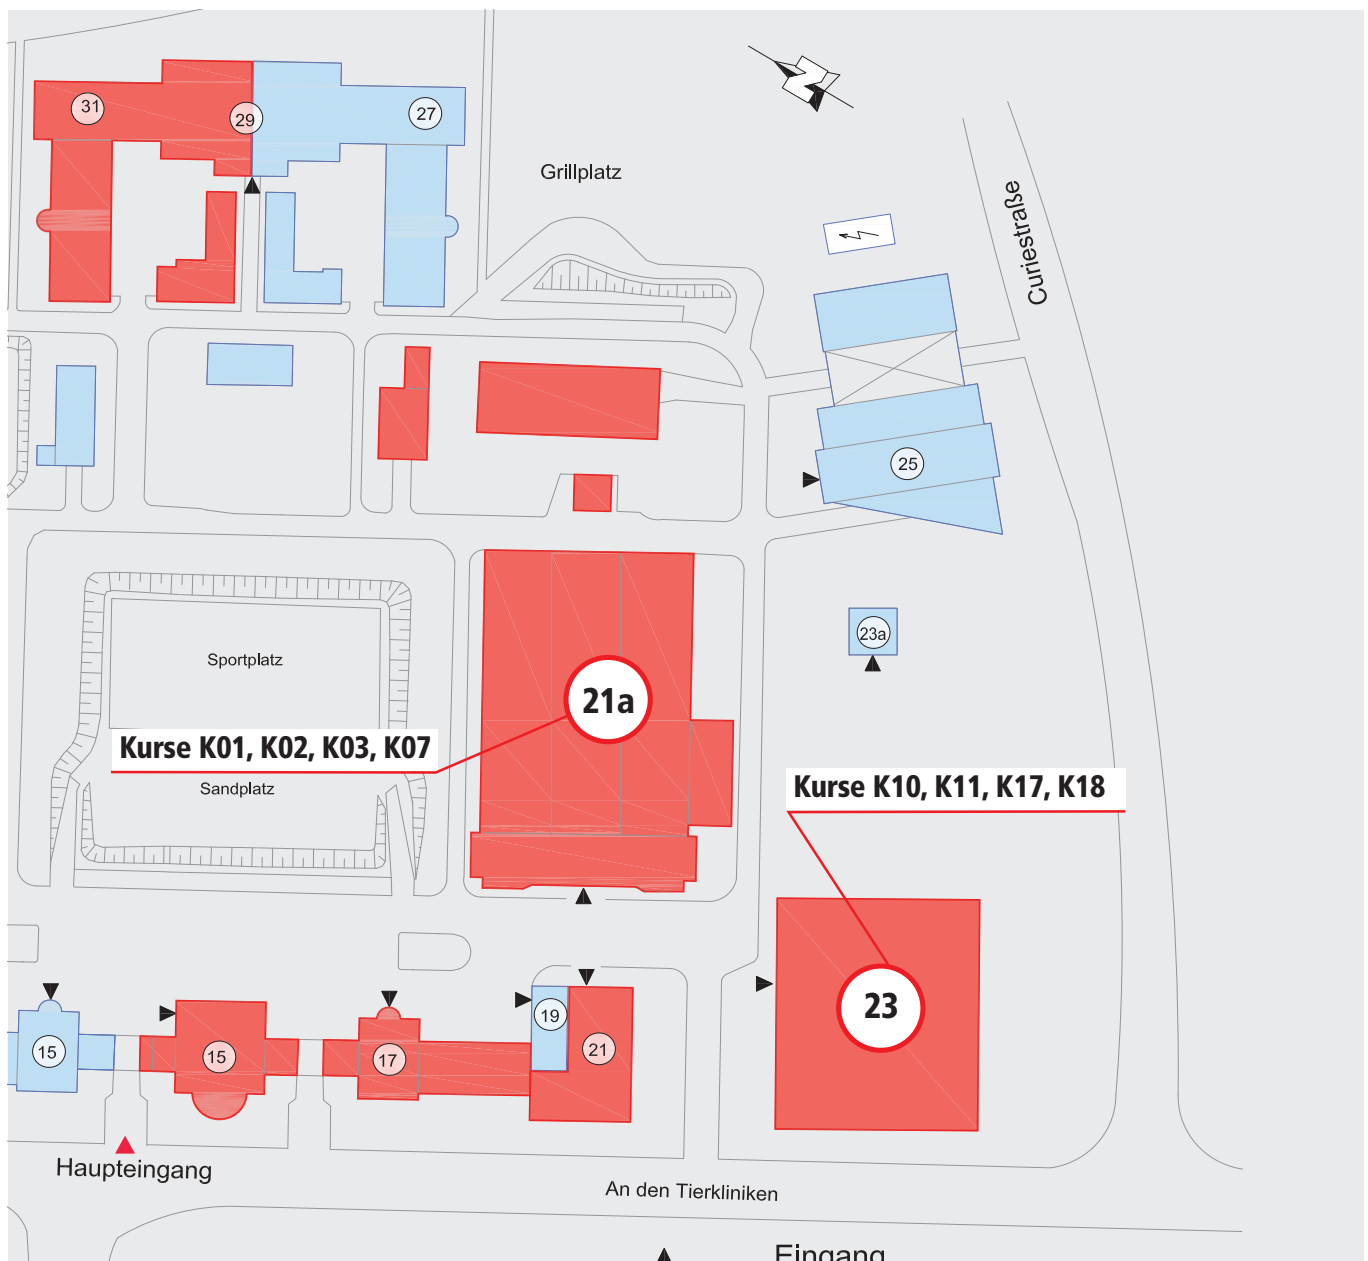 31
29
27
Grillplatz
Curiestraße
25
23a
Sportplatz
21a
Kurse K01, K02, K03, K07
Sandplatz
Kurse K10, K11, K17, K18
23
15
15
17
19
21
Haupteingang
An den Tierkliniken
Eingang